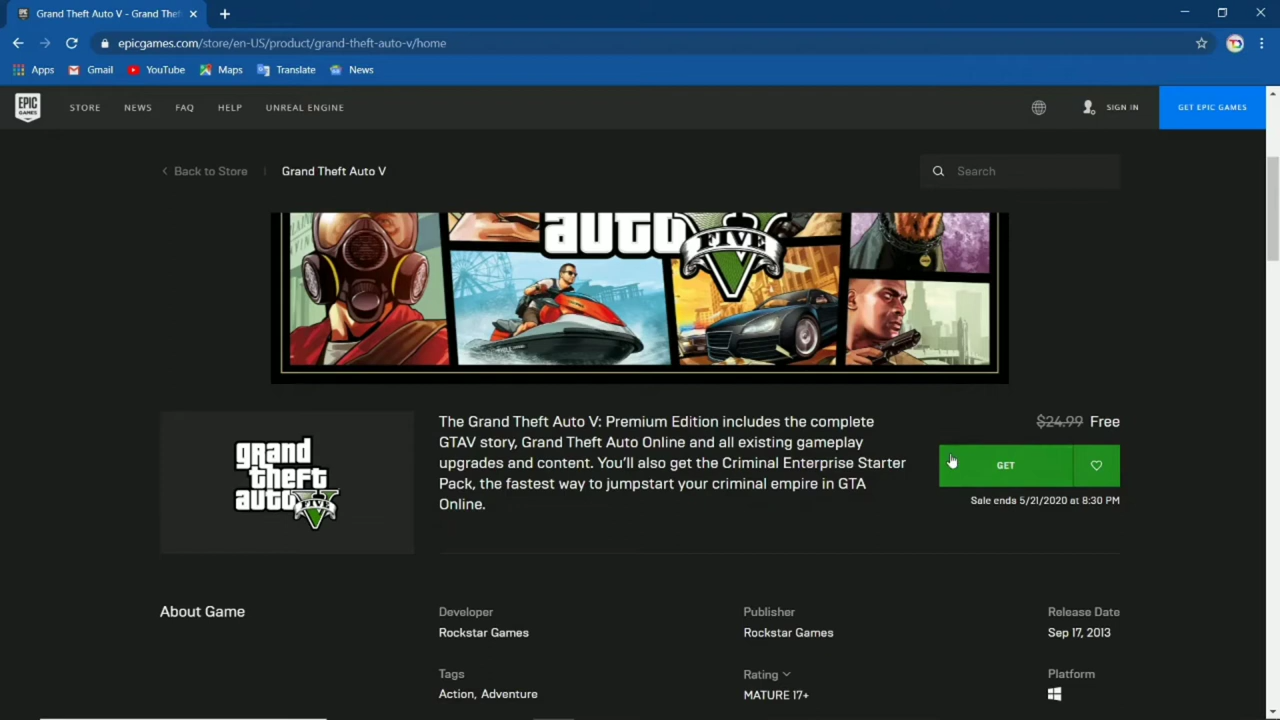 Grand Theft Auto V - Grand Thef
epicgames.com/store/en-US/product/grand-theft-auto-v/home
Apps Gmail YouTube Maps Translate News
EPIC GAMES STORE NEWS FAQ HELP UNREAL ENGINE SIGN IN GET EPIC GAMES
Back to Store Grand Theft Auto V Search
auto
FIVE
The Grand Theft Auto V: Premium Edition includes the complete
GTAV story, Grand Theft Auto Online and all existing gameplay
upgrades and content. You'll also get the Criminal Enterprise Starter
Pack, the fastest way to jumpstart your criminal empire in GTA
Online.
grand
theft
auto V
FIVE
$24.99 Free
GET
Sale ends 5/21/2020 at 8:30 PM
About Game
Developer
Rockstar Games
Publisher
Rockstar Games
Release Date
Sep 17, 2013
Tags
Action, Adventure
Rating
MATURE 17+
Platform